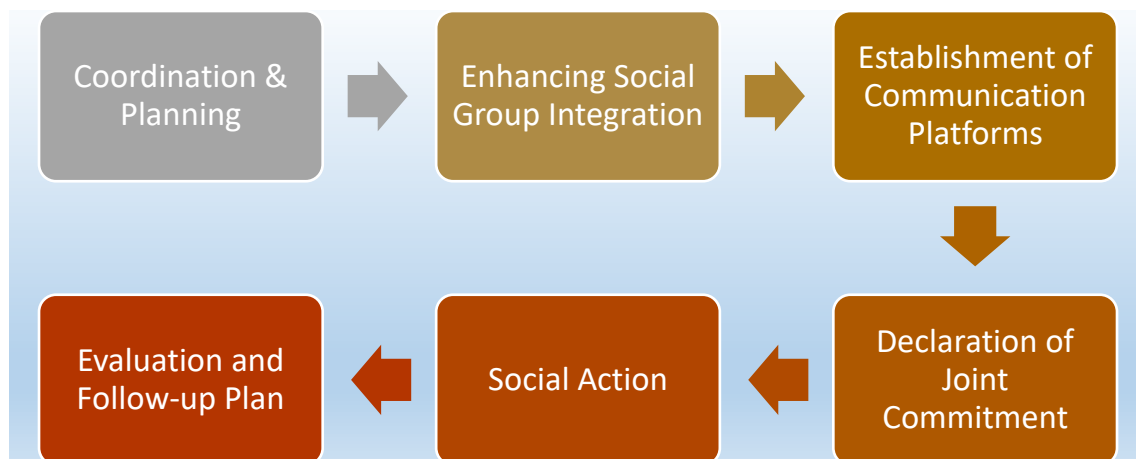 Coordination &
Planning
Enhancing Social
Group Integration
Establishment of
Communication
Platforms
Declaration of
Joint
Commitment
Social Action
Evaluation and
Follow-up Plan